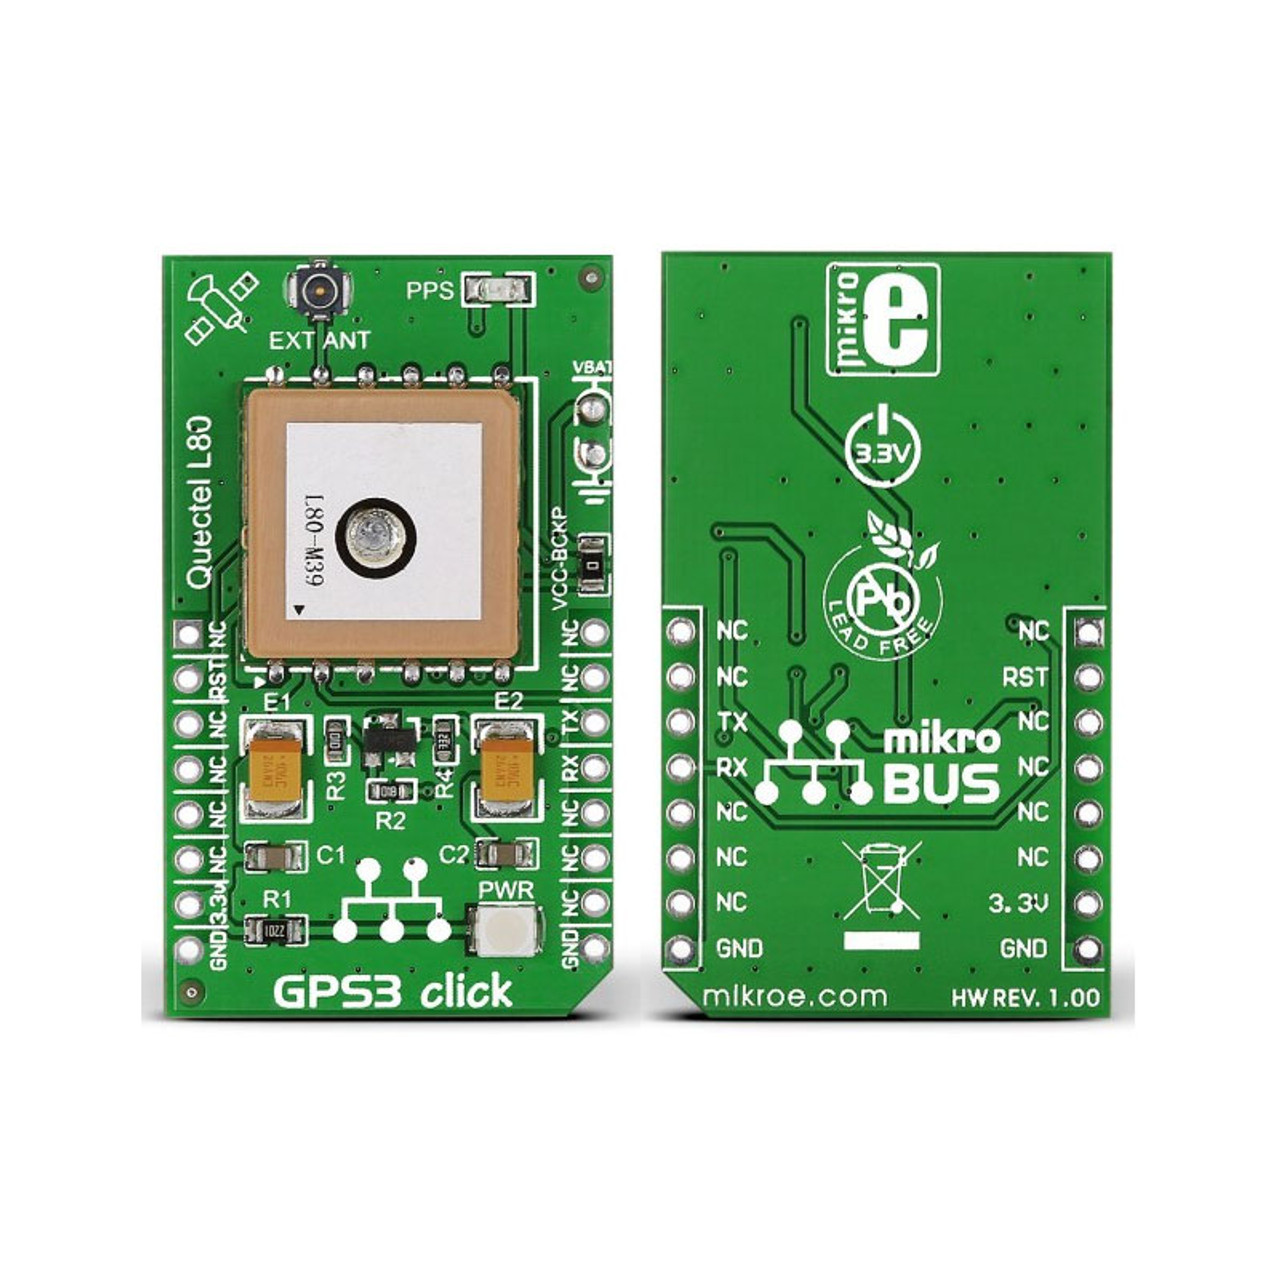 EXT ANT
PPS
VBAT
Quectel L80
L80-M39
VCC-BCKP
NC
RST
NC
NC
NC
NC
3.3v
GND
NC
NC
TX
RX
NC
NC
NC
GND
E1
E2
R3
R4
R2
C1
C2
R1
1022
PWR
GPS3 click
mikro
e
3.3V
Pb
LEAD FREE
NC
NC
TX
RX
NC
NC
NC
GND
NC
RST
NC
NC
NC
NC
3.3V
GND
mikro
BUS
mikroe.com
HW REV. 1.00